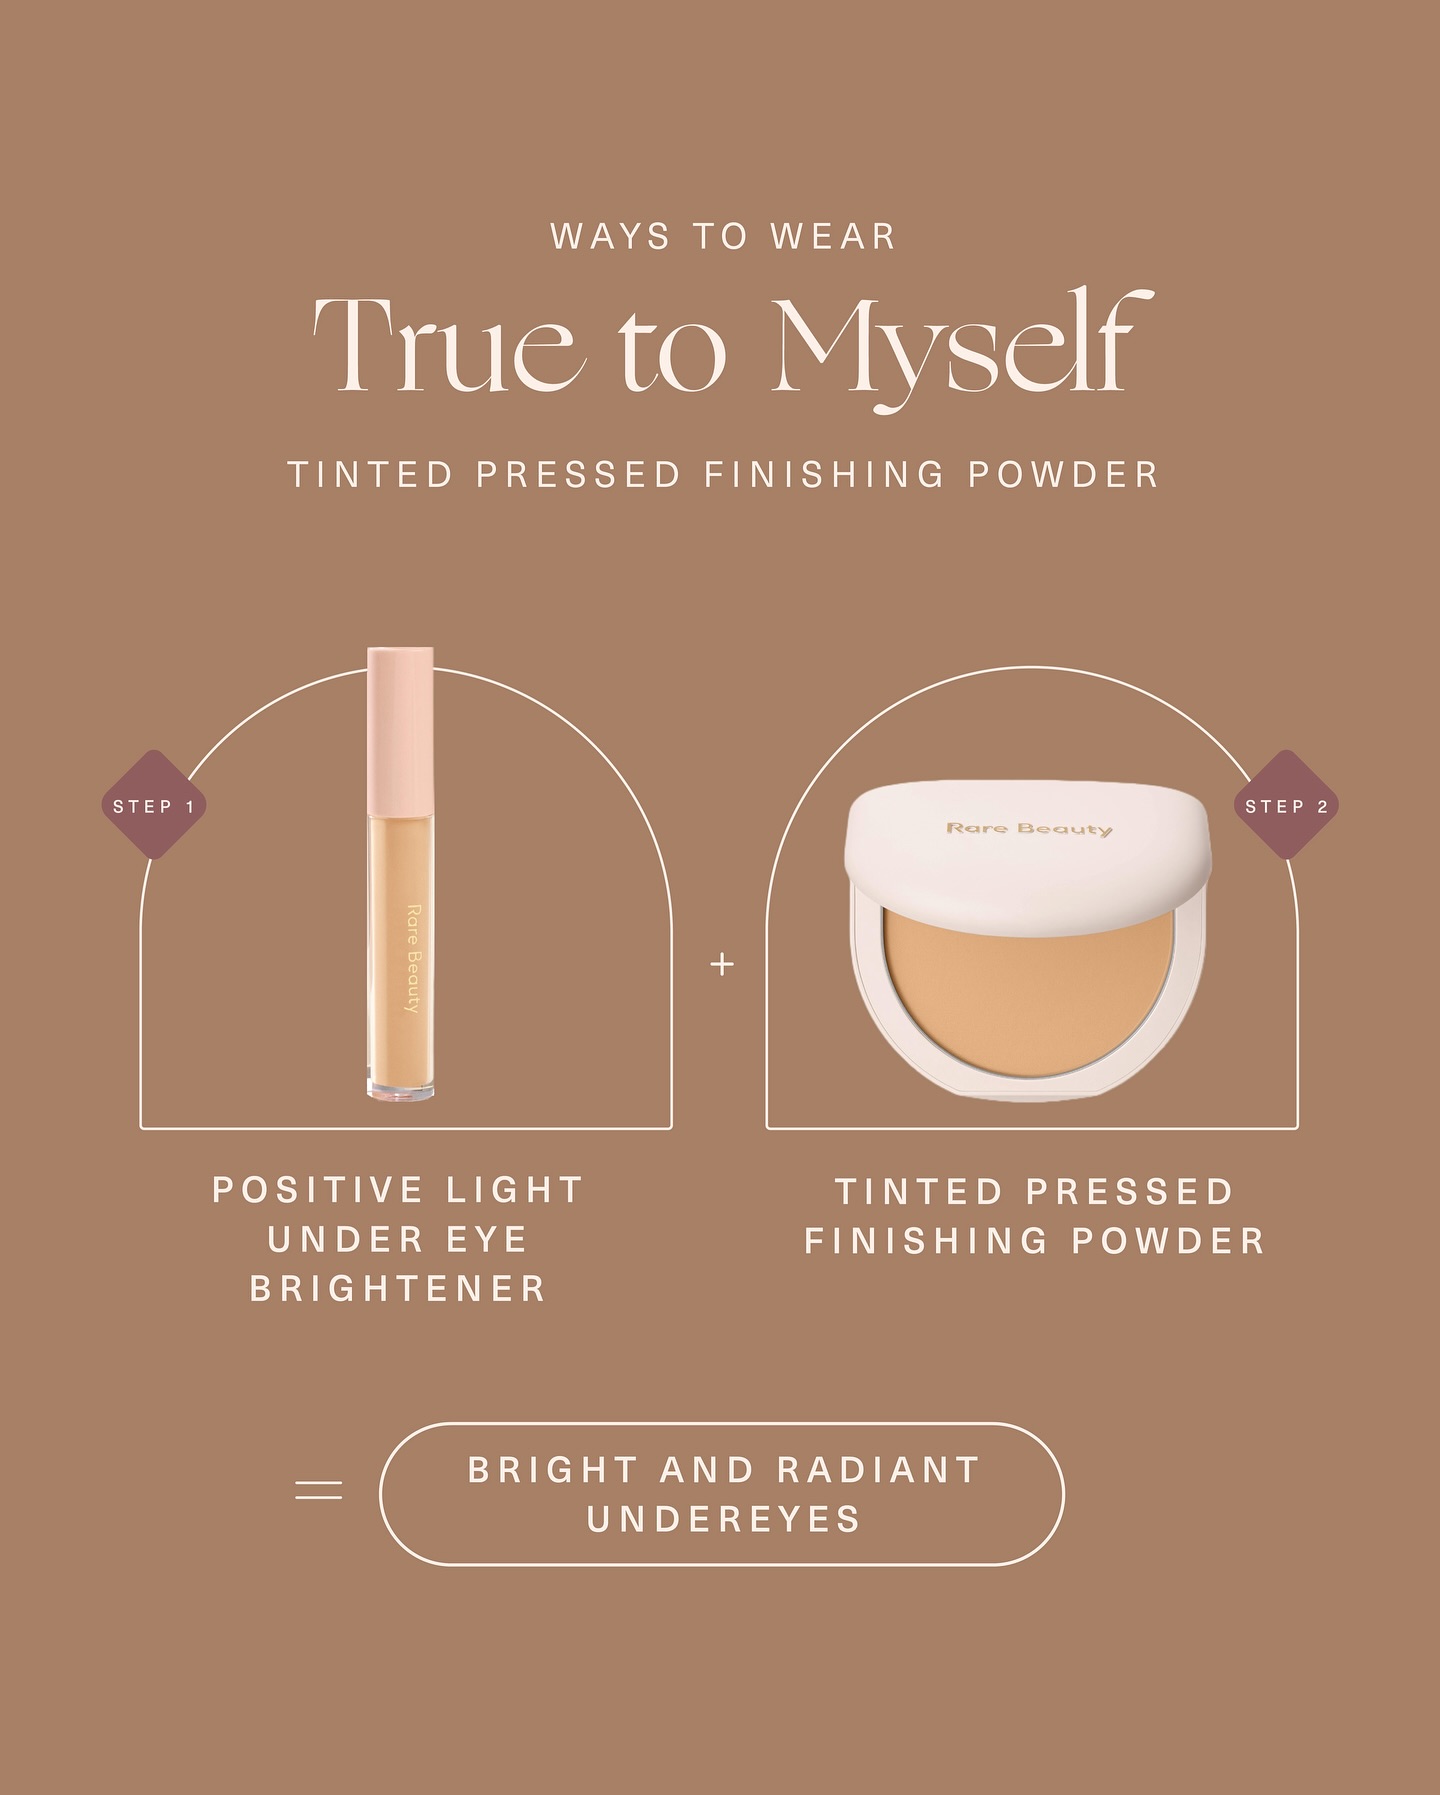 WAYS TO WEAR
True to Myself
TINTED PRESSED FINISHING POWDER
STEP 1
Rare Beauty
POSITIVE LIGHT
UNDER EYE
BRIGHTENER
+
STEP 2
Rare Beauty
TINTED PRESSED
FINISHING POWDER
=
BRIGHT AND RADIANT
UNDEREYES